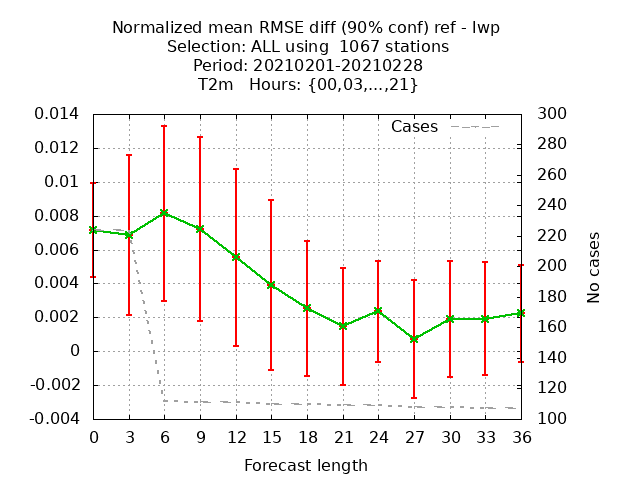 Normalized mean RMSE diff (90% conf) ref - lwp
Selection: ALL using  1067 stations
Period: 20210201-20210228
T2m   Hours: {00,03,...,21}
Cases
0.014
0.012
0.01
0.008
0.006
0.004
0.002
0
-0.002
-0.004
300
280
260
240
220
200
180
160
140
120
100
No cases
0 3 6 9 12 15 18 21 24 27 30 33 36
Forecast length